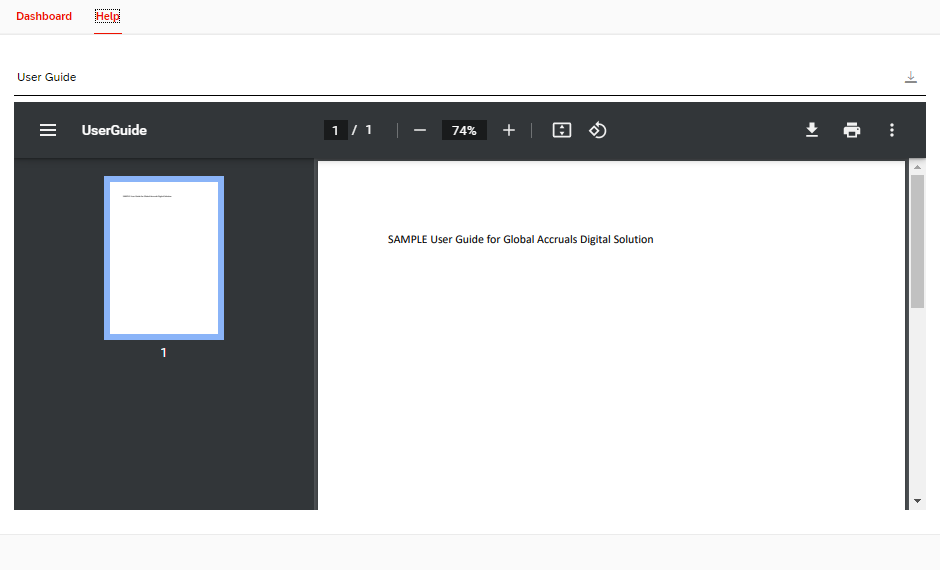 Dashboard Help
User Guide
UserGuide
1 / 1
74%
SAMPLE User Guide for Global Accruals Digital Solution
1